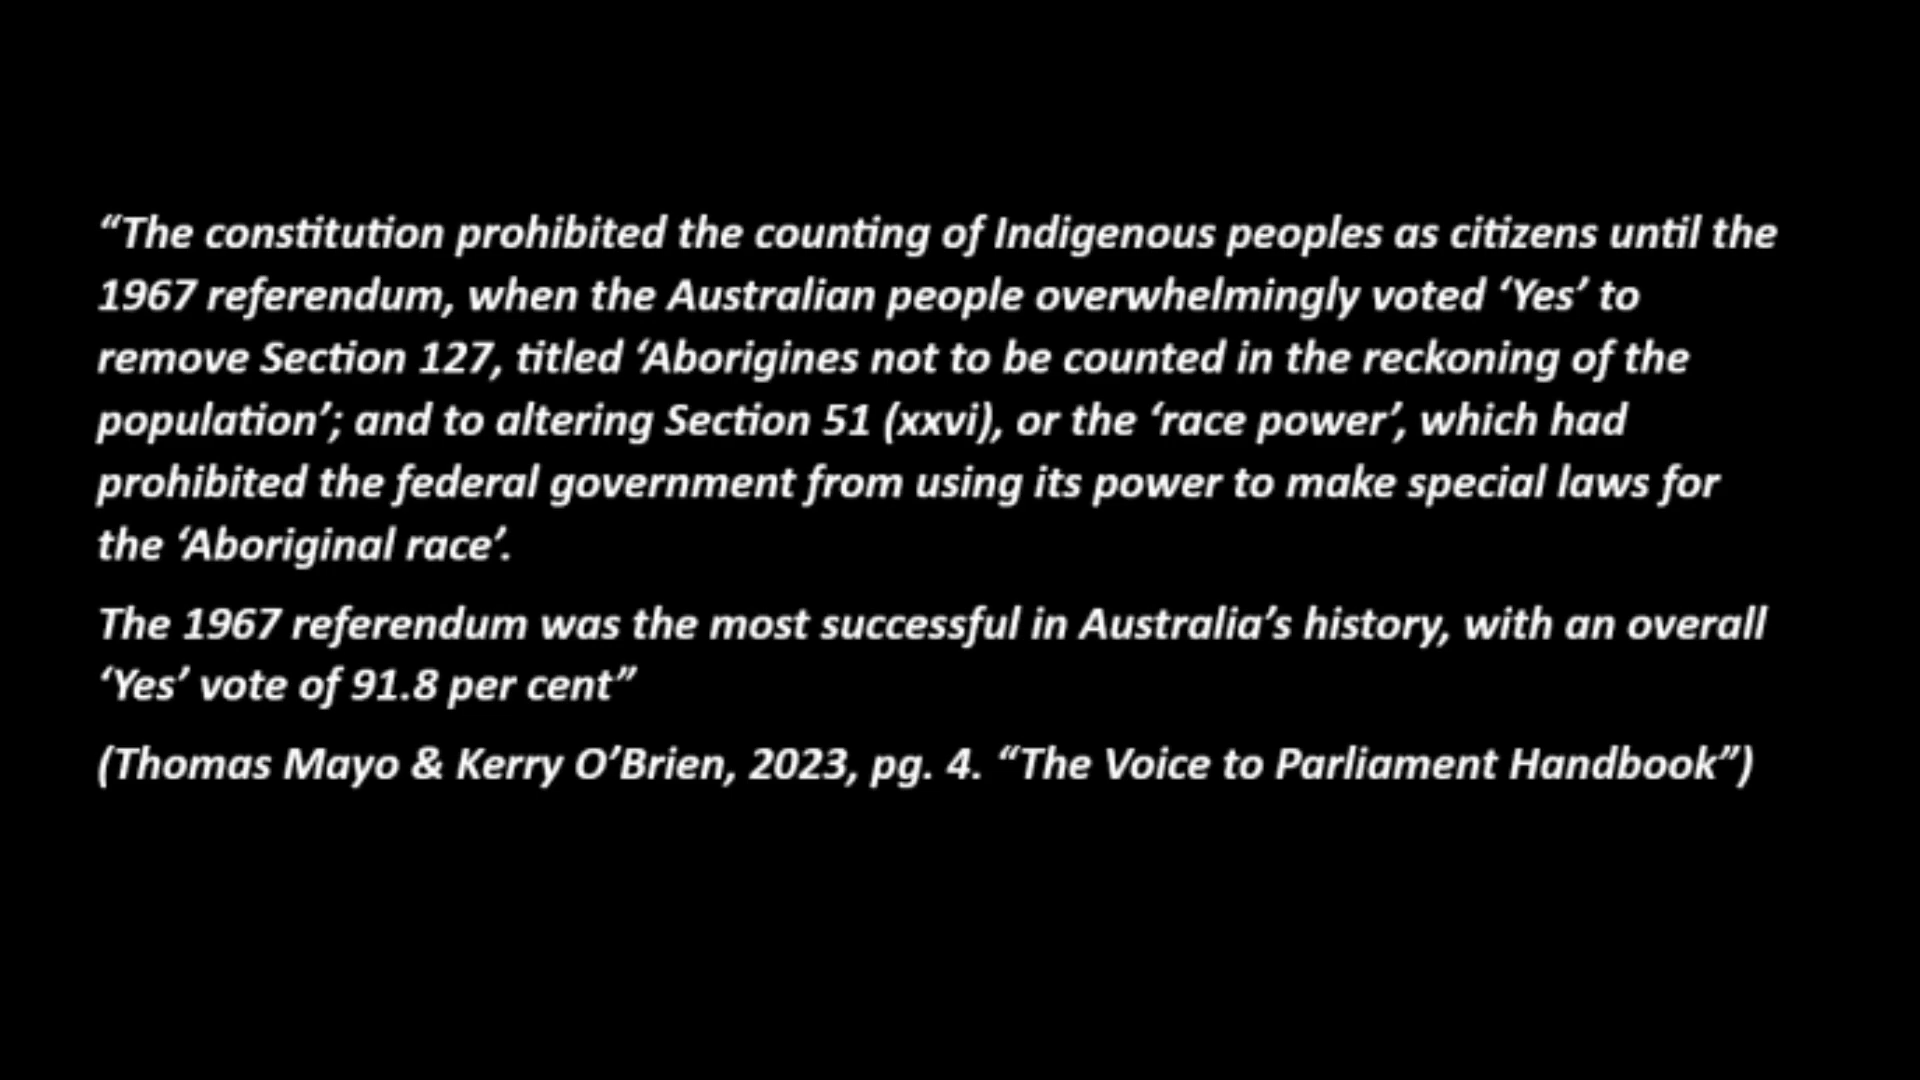 “The constitution prohibited the counting of Indigenous peoples as citizens until the
1967 referendum, when the Australian people overwhelmingly voted ‘Yes’ to
remove Section 127, titled ‘Aborigines not to be counted in the reckoning of the
population’; and to altering Section 51 (xxvi), or the ‘race power’, which had
prohibited the federal government from using its power to make special laws for
the ‘Aboriginal race’.
The 1967 referendum was the most successful in Australia’s history, with an overall
‘Yes’ vote of 91.8 per cent”
(Thomas Mayo & Kerry O’Brien, 2023, pg. 4. “The Voice to Parliament Handbook”)